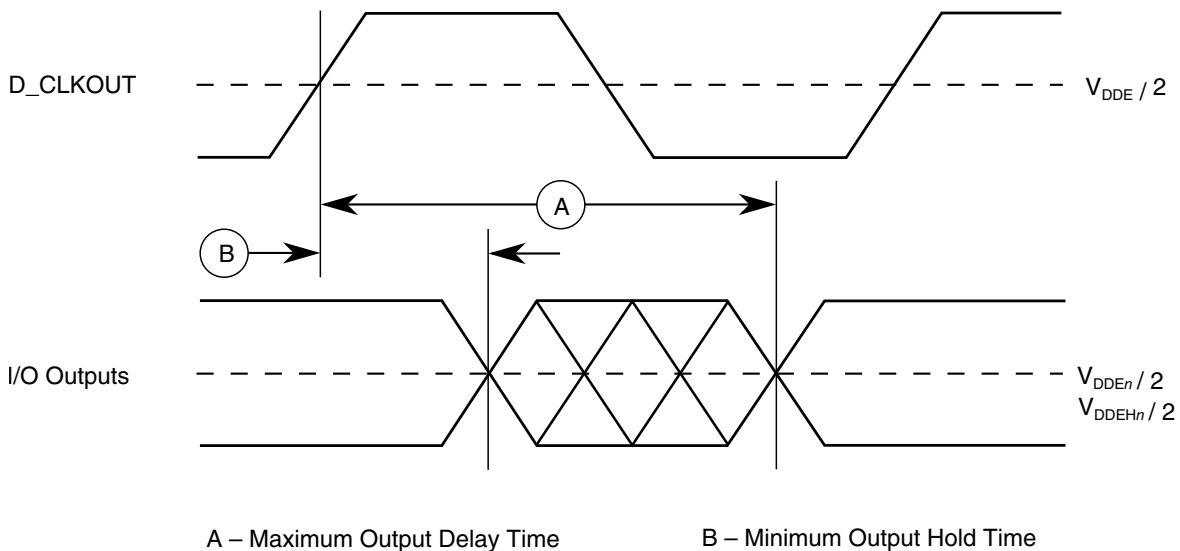 D_CLKOUT
V_DDE / 2
A
B
I/O Outputs
V_DDEn / 2
V_DDEHn / 2
A – Maximum Output Delay Time
B – Minimum Output Hold Time